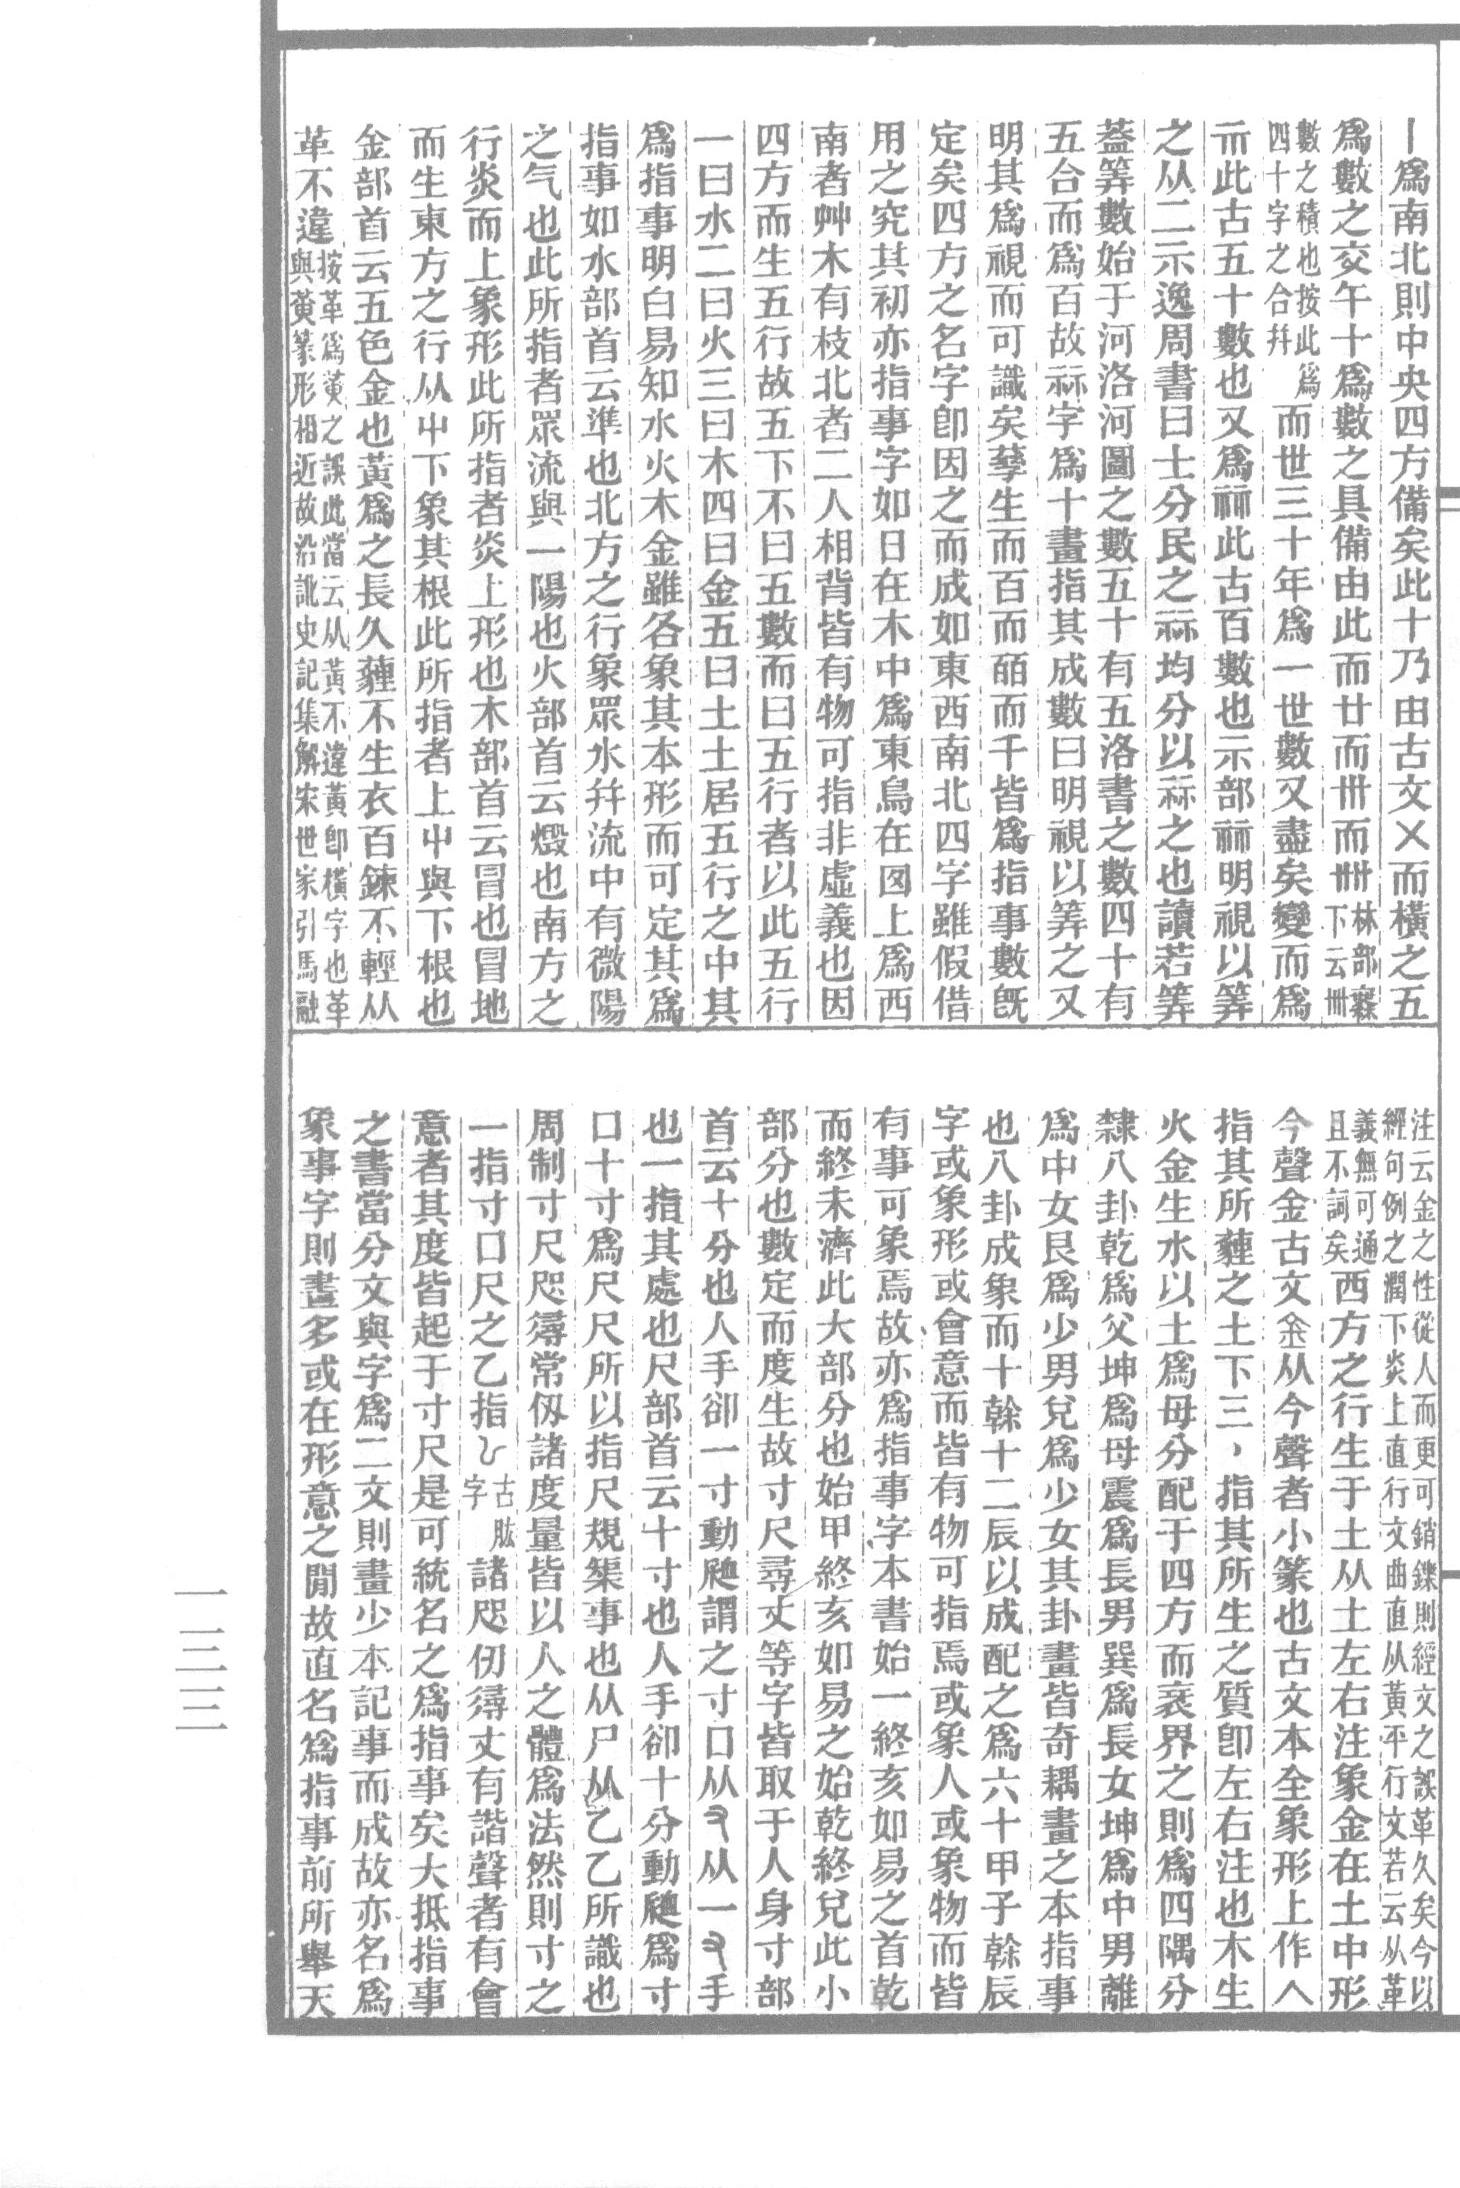 丨爲南北則中央四方備矣此十乃由古文㐅而橫之五
爲數之交午十爲數之具備由此而廿而卅而卌林部𣞤下云卌
數之積也按此爲四十字之合幷而世三十年爲一世數又盡矣變而爲
𥘅此古五十數也又爲祘此古百數也示部祘明視以筭
之从二示逸周書曰士分民之祘均分以祘之也讀若筭
蓋筭數始于河洛河圖之數五十有五洛書之數四十有
五合而爲百故祘字爲十畫指其成數曰明視以筭之又
明其爲視而可識矣孳生而百而皕而千皆爲指事數旣
定矣四方之名字卽因之而成如東西南北四字雖假借
用之究其初亦指事字如日在木中爲東鳥在囪上爲西
南者艸木有枝北者二人相背皆有物可指非虛義也因
四方而生五行故五下不曰五數而曰五行者以此五行
一曰水二曰火三曰木四曰金五曰土土居五行之中其
爲指事明白易知水火木金雖各象其本形而可定其爲
指事如水部首云準也北方之行象眾水幷流中有微陽
之气也此所指者眾流與一陽也火部首云燬也南方之
行炎而上象形此所指者炎上形也木部首云冒也冒地
而生東方之行从屮下象其根此所指者上屮與下根也
金部首云五色金也黃爲之長久薶不生衣百鍊不輕从
革不違按革爲黃之誤此當云从黃不違黃卽橫字也革與黃篆形相近故沿訛史記集解宋世家引馬融
注云金之性從人而更可銷鑠則經文之誤革久矣今以經句例之潤下炎上直行文曲直从黃平行文若云从革
義無可通且不詞矣西方之行生于土从土左右注象金在土中形
今聲金古文𨤾从今聲者小篆也古文本全象形上作人
指其所薶之土下三丶指其所生之質卽左右注也木生
火金生水以土爲母分配于四方而衺界之則爲四隅分
隸八卦乾爲父坤爲母震爲長男巽爲長女坤爲中男離
爲中女艮爲少男兌爲少女其卦畫皆奇耦畫之本指事
也八卦成象而十榦十二辰以成配之爲六十甲子榦辰
字或象形或會意而皆有物可指焉或象人或象物而皆
有事可象焉故亦爲指事字本書始一終亥如易之首乾
而終未濟此大部分也始甲終亥如易之始乾終兌此小
部分也數定而度生故寸尺尋丈等字皆取于人身寸部
首云十分也人手卻一寸動𧖴謂之寸口从又从一又手
也一指其處也尺部首云十寸也人手卻十分動𧖴爲寸
口十寸爲尺尺所以指尺規榘事也从尸从乙乙所識也
周制寸尺咫㝷常仞諸度量皆以人之體爲法然則寸之
一指寸口尺之乙指𠃋古肱字諸咫仞㝷丈有諧聲者有會
意者其度皆起于寸尺是可統名之爲指事矣大抵指事
之書當分文與字爲二文則畫少本記事而成故亦名爲
象事字則畫多或在形意之閒故直名爲指事前所舉天
一三三